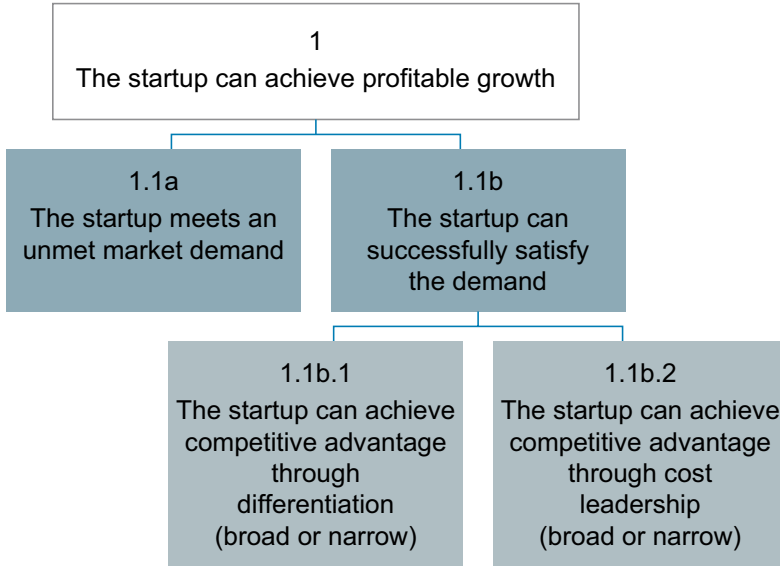 1
The startup can achieve profitable growth
1.1a
The startup meets an
unmet market demand
1.1b
The startup can
successfully satisfy
the demand
1.1b.1
The startup can achieve
competitive advantage
through
differentiation
(broad or narrow)
1.1b.2
The startup can achieve
competitive advantage
through cost
leadership
(broad or narrow)